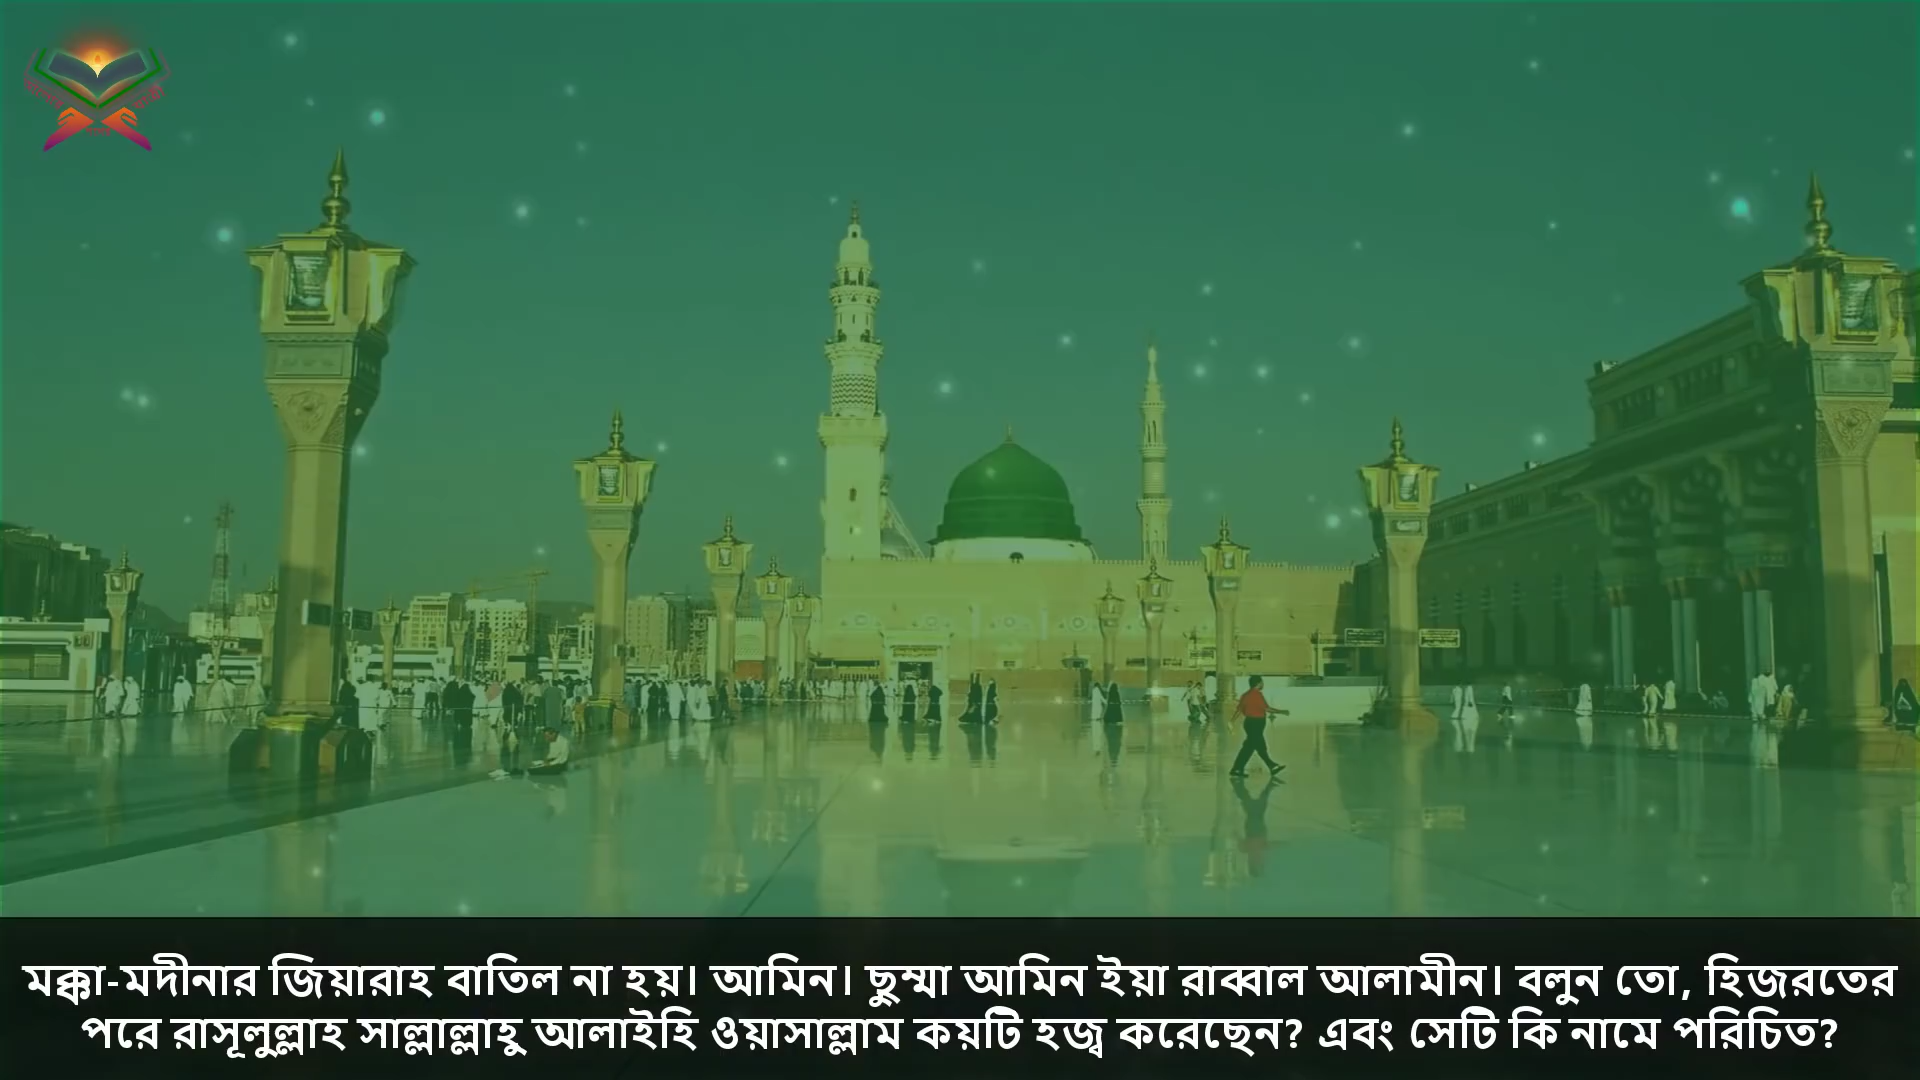 মক্কা-মদীনার জিয়ারাহ বাতিল না হয়। আমিন। ছুম্মা আমিন ইয়া রাব্বাল আলামীন। বলুন তো, হিজরতের
পরে রাসূলুল্লাহ সাল্লাল্লাহু আলাইহি ওয়াসাল্লাম কয়টি হজ্ব করেছেন? এবং সেটি কি নামে পরিচিত?